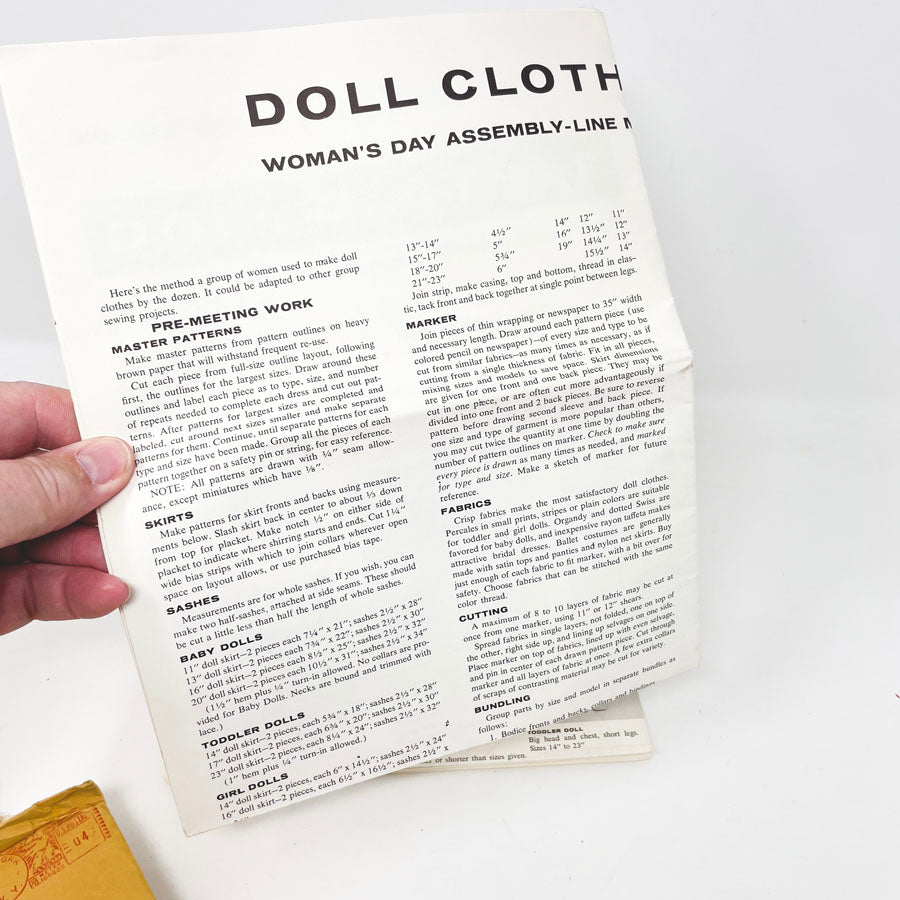 DOLL CLOTH
WOMAN'S DAY ASSEMBLY-LINE
Here's the method a group of women used to make doll
clothes by the dozen. It could be adapted to other group
sewing projects.
PRE-MEETING WORK
MASTER PATTERNS
Make master patterns from pattern outlines on heavy
brown paper that will withstand frequent re-use.
Cut each piece from full-size outline layout, following
first, the outlines for the largest sizes. Draw around these
outlines and label each piece as to type, size, and number
of repeats needed to complete each dress and cut out pat-
terns. After patterns for largest sizes are completed and
labeled, cut around next sizes smaller and make separate
patterns for them. Continue, until separate patterns for each
type and size have been made. Group all the pieces of each
pattern together on a safety pin or string, for easy reference.
NOTE: All patterns are drawn with ¼" seam allow-
ance, except miniatures which have ⅛".
SKIRTS
Make patterns for skirt fronts and backs using measure-
ments below. Slash skirt back in center to about ⅓ down
from top for placket. Make notch ½" on either side of
placket to indicate where shirring starts and ends. Cut 1¼"
wide bias strips with which to join collars wherever open
space on layout allows, or use purchased bias tape.
SASHES
Measurements are for whole sashes. If you wish, you can
make two half-sashes, attached at side seams. These should
be cut a little less than half the length of whole sashes.
BABY DOLLS
11" doll skirt—2 pieces each 7¼" x 21"; sashes 2½" x 28"
13" doll skirt—2 pieces each 7¾" x 22"; sashes 2½" x 30"
16" doll skirt—2 pieces each 8½" x 25"; sashes 2½" x 32"
20" doll skirt—2 pieces each 10½" x 31"; sashes 2½" x 34"
(1½" hem plus ¼" turn-in allowed. No collars are pro-
vided for Baby Dolls. Necks are bound and trimmed with
lace.)
TODDLER DOLLS
14" doll skirt—2 pieces, each 5¾" x 18"; sashes 2½" x 28"
17" doll skirt—2 pieces, each 6¾" x 20"; sashes 2½" x 30"
23" doll skirt—2 pieces, each 8¼" x 24"; sashes 2½" x 32"
(1" hem plus ¼" turn-in allowed.)
GIRL DOLLS
14" doll skirt—2 pieces, each 6" x 14½"; sashes 2½" x 24"
16" doll skirt—2 pieces, each 6½" x 16½"; sashes 2½" x
13"-14" 4½" 14" 12" 11"
15"-17" 5" 16" 13½" 12"
18"-20" 5¾" 19" 14¼" 13"
21"-23" 6" 15½" 14"
Join strip, make casing, top and bottom, thread in elas-
tic, tack front and back together at single point between legs.
MARKER
Join pieces of thin wrapping or newspaper to 35" width
and necessary length. Draw around each pattern piece (use
colored pencil on newspaper)—of every size and type to be
cut from similar fabrics—as many times as necessary, as if
cutting from a single thickness of fabric. Fit in all pieces,
mixing sizes and models to save space. Skirt dimensions
are given for one front and one back piece. They may be
cut in one piece, or are often cut more advantageously if
divided into one front and 2 back pieces. Be sure to reverse
pattern before drawing second sleeve and back piece. If
one size and type of garment is more popular than others,
you may cut twice the quantity at one time by doubling the
number of pattern outlines on marker. Check to make sure
every piece is drawn as many times as needed, and marked
for type and size. Make a sketch of marker for future
reference.
FABRICS
Crisp fabrics make the most satisfactory doll clothes.
Percales in small prints, stripes or plain colors are suitable
for toddler and girl dolls. Organdy and dotted Swiss are
favored for baby dolls, and inexpensive rayon taffeta makes
attractive bridal dresses. Ballet costumes are generally
made with satin tops and panties and nylon net skirts. Buy
just enough of each fabric to fit marker, with a bit over for
safety. Choose fabrics that can be stitched with the same
color thread.
CUTTING
A maximum of 8 to 10 layers of fabric may be cut at
once from one marker, using 11" or 12" shears.
Spread fabrics in single layers, not folded, one on top of
the other, right side up, and lining up selvages on one side.
Place marker on top of fabrics, lined up with even selvage,
and pin in center of each drawn pattern piece. Cut through
marker and all layers of fabric at once. A few extra collars
of scraps of contrasting material may be cut for variety.
BUNDLING
Group parts by size and model in separate bundles as
follows:
1. Bodice fronts and backs, collars and bindings
TODDLER DOLL
Big head and chest, short legs.
Sizes 14" to 23"
or shorter than sizes given.
04